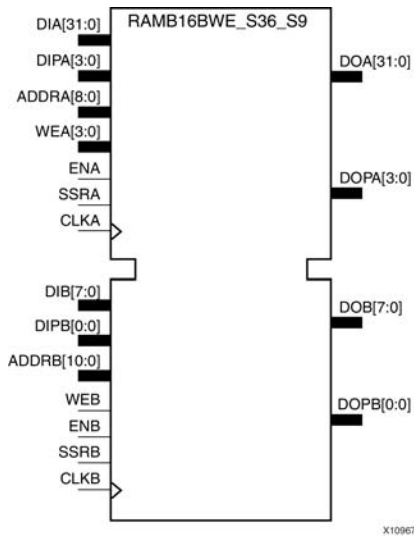 RAMB16BWE_S36_S9
DIA[31:0]
DIPA[3:0]
ADDRA[8:0]
WEA[3:0]
ENA
SSRA
CLKA
DOA[31:0]
DOPA[3:0]
DIB[7:0]
DIPB[0:0]
ADDRB[10:0]
WEB
ENB
SSRB
CLKB
DOB[7:0]
DOPB[0:0]
X10967